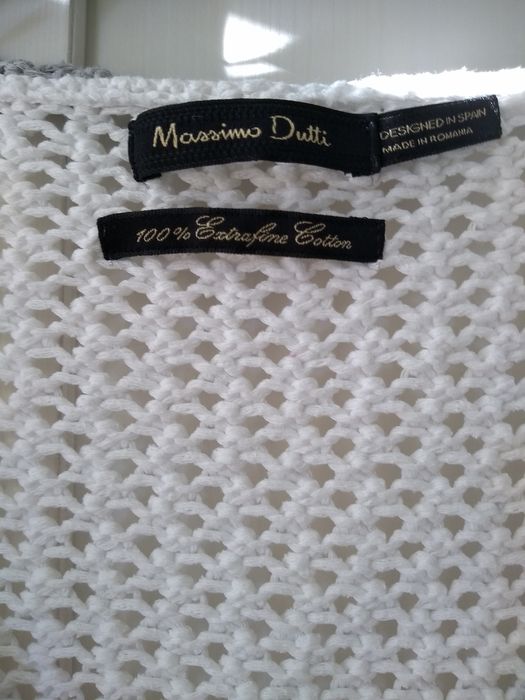 Massimo Dutti
DESIGNED IN SPAIN
MADE IN ROMANIA
100% Extrafine Cotton